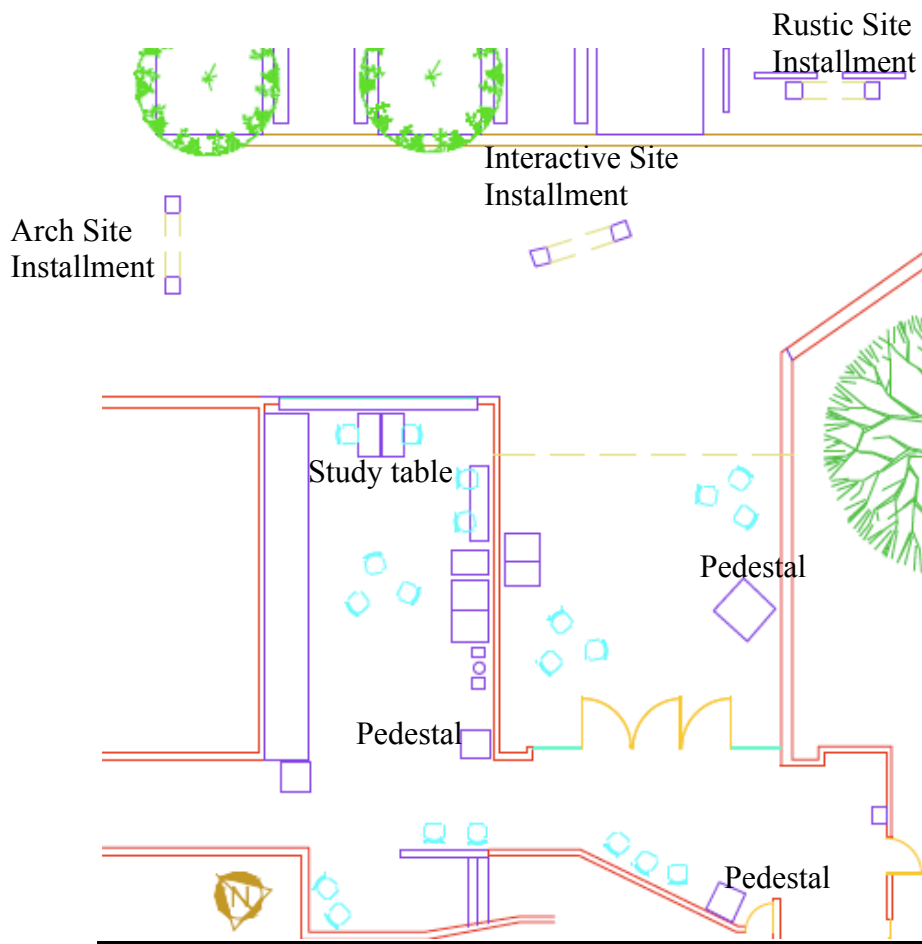 Rustic Site
Installment
Interactive Site
Installment
Arch Site
Installment
Study table
Pedestal
Pedestal
Pedestal
N